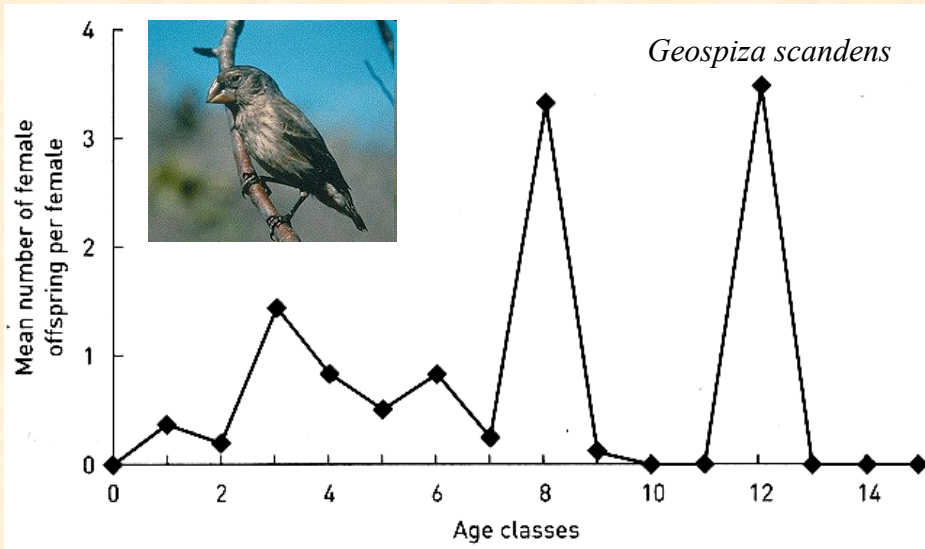 Geospiza scandens
Mean number of female
offspring per female
4
3
2
1
0
0 2 4 6 8 10 12 14
Age classes